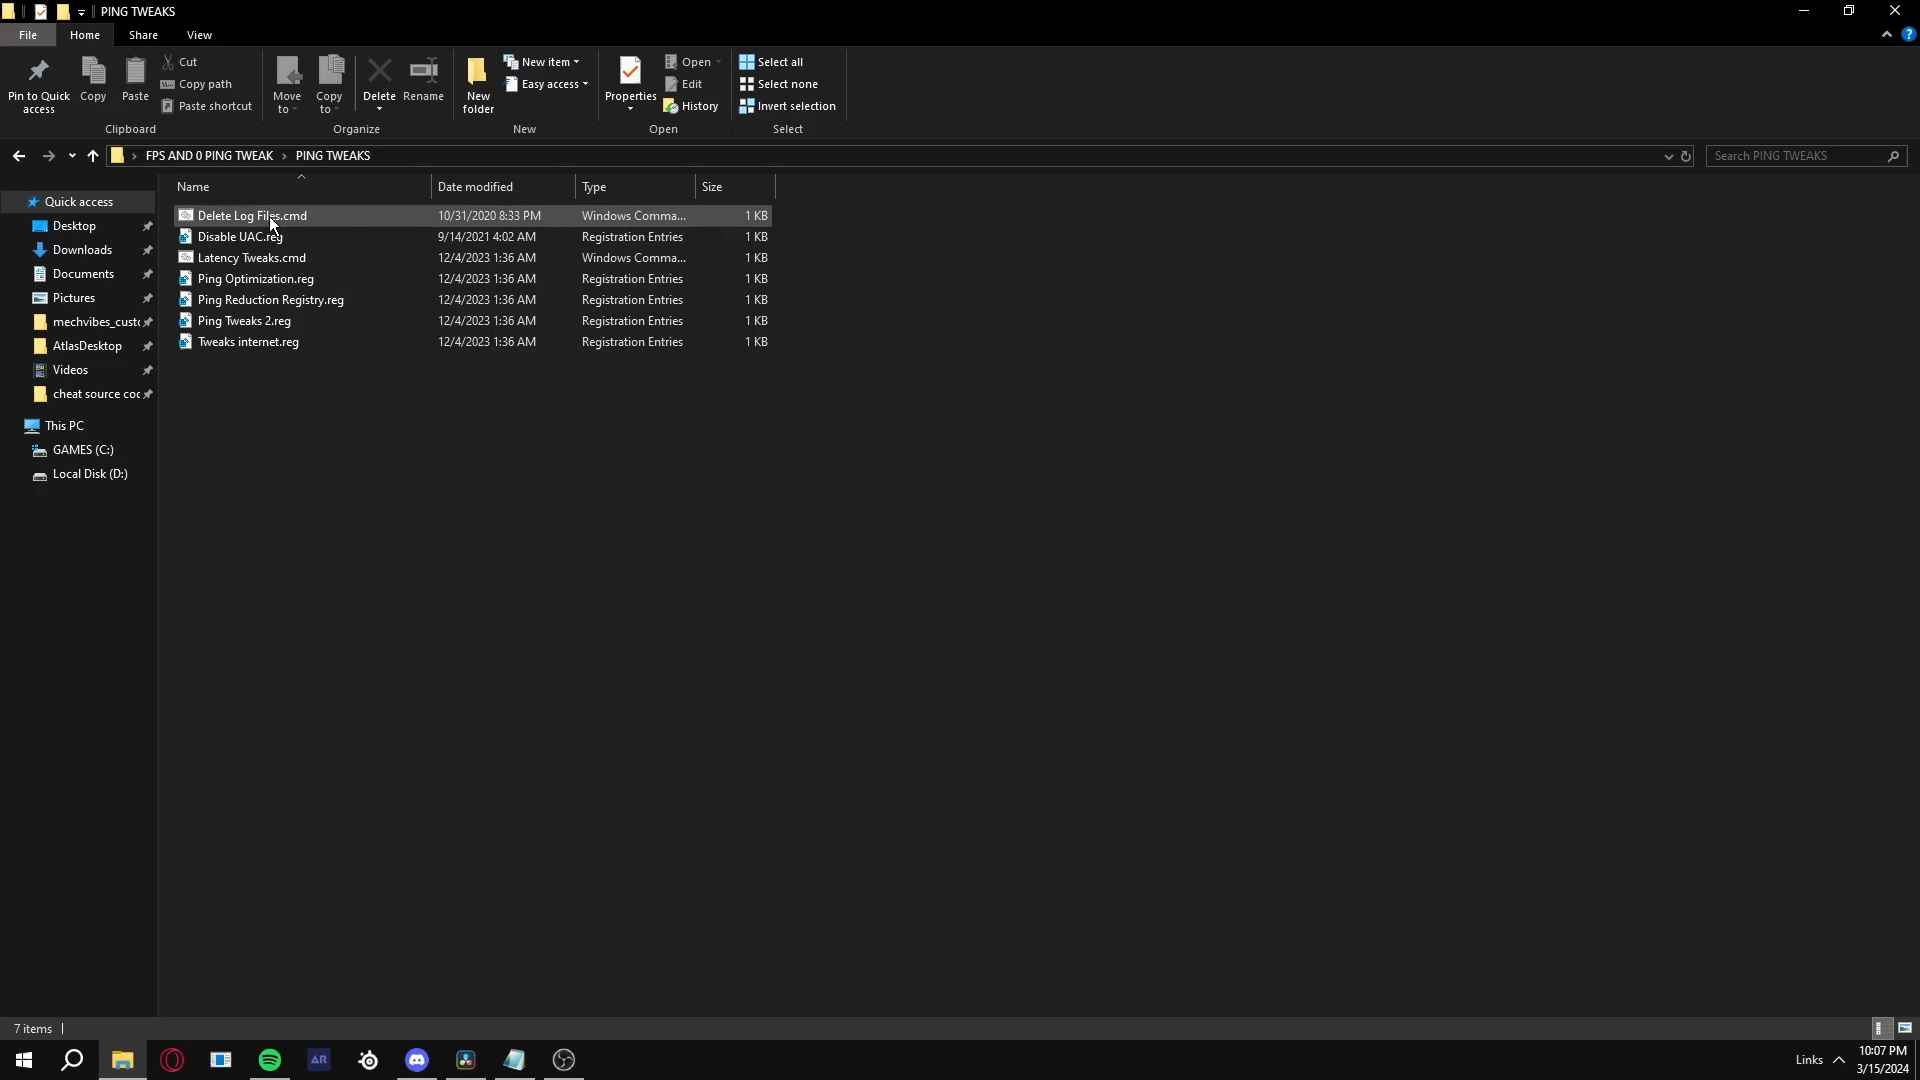 PING TWEAKS
File Home Share View
Pin to Quick access
Copy
Paste
Cut
Copy path
Paste shortcut
Clipboard
Move to
Copy to
Delete
Rename
Organize
New folder
New item
Easy access
New
Properties
Open
Edit
History
Open
Select all
Select none
Invert selection
Select
FPS AND 0 PING TWEAK > PING TWEAKS
Search PING TWEAKS
Name Date modified Type Size
Delete Log Files.cmd 10/31/2020 8:33 PM Windows Comma... 1 KB
Disable UAC.reg 9/14/2021 4:02 AM Registration Entries 1 KB
Latency Tweaks.cmd 12/4/2023 1:36 AM Windows Comma... 1 KB
Ping Optimization.reg 12/4/2023 1:36 AM Registration Entries 1 KB
Ping Reduction Registry.reg 12/4/2023 1:36 AM Registration Entries 1 KB
Ping Tweaks 2.reg 12/4/2023 1:36 AM Registration Entries 1 KB
Tweaks internet.reg 12/4/2023 1:36 AM Registration Entries 1 KB
Quick access
Desktop
Downloads
Documents
Pictures
mechvibes_custo
AtlasDesktop
Videos
cheat source coc
This PC
GAMES (C:)
Local Disk (D:)
7 items
AR
Links
10:07 PM
3/15/2024